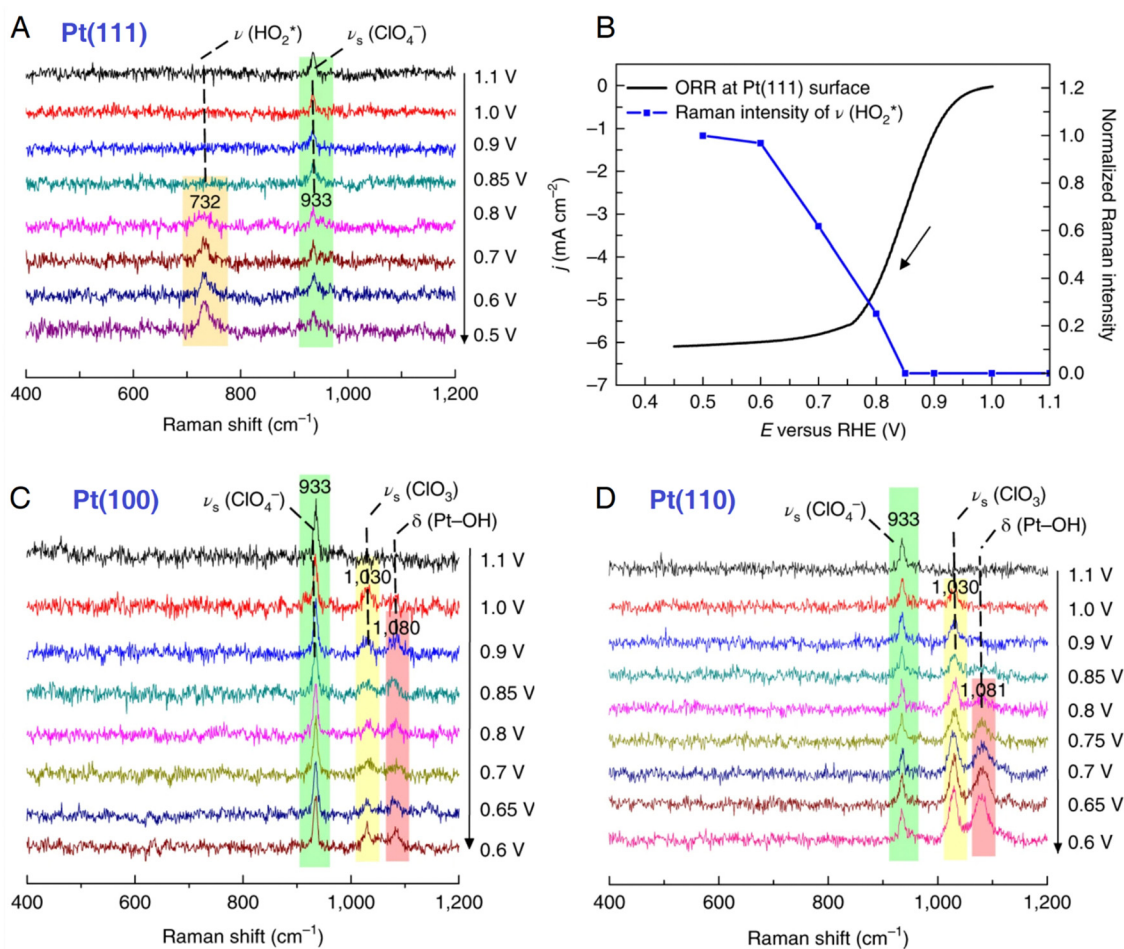 A
Pt(111)
ν (HO₂*)
νₛ (ClO₄⁻)
1.1 V
1.0 V
0.9 V
0.85 V
732
933
0.8 V
0.7 V
0.6 V
0.5 V
400 600 800 1,000 1,200
Raman shift (cm⁻¹)
B
ORR at Pt(111) surface
Raman intensity of ν (HO₂*)
0
−1
−2
−3
−4
−5
−6
−7
j (mA cm⁻²)
1.2
1.0
0.8
0.6
0.4
0.2
0.0
Normalized Raman intensity
0.4 0.5 0.6 0.7 0.8 0.9 1.0 1.1
E versus RHE (V)
C
Pt(100)
933
νₛ (ClO₄⁻)
νₛ (ClO₃)
δ (Pt–OH)
1.1 V
1,030
1.0 V
1,080
0.9 V
0.85 V
0.8 V
0.7 V
0.65 V
0.6 V
400 600 800 1,000 1,200
Raman shift (cm⁻¹)
D
Pt(110)
νₛ (ClO₄⁻)
933
νₛ (ClO₃)
δ (Pt–OH)
1.1 V
1,030
1.0 V
0.9 V
0.85 V
1,081
0.8 V
0.75 V
0.7 V
0.65 V
0.6 V
400 600 800 1,000 1,200
Raman shift (cm⁻¹)